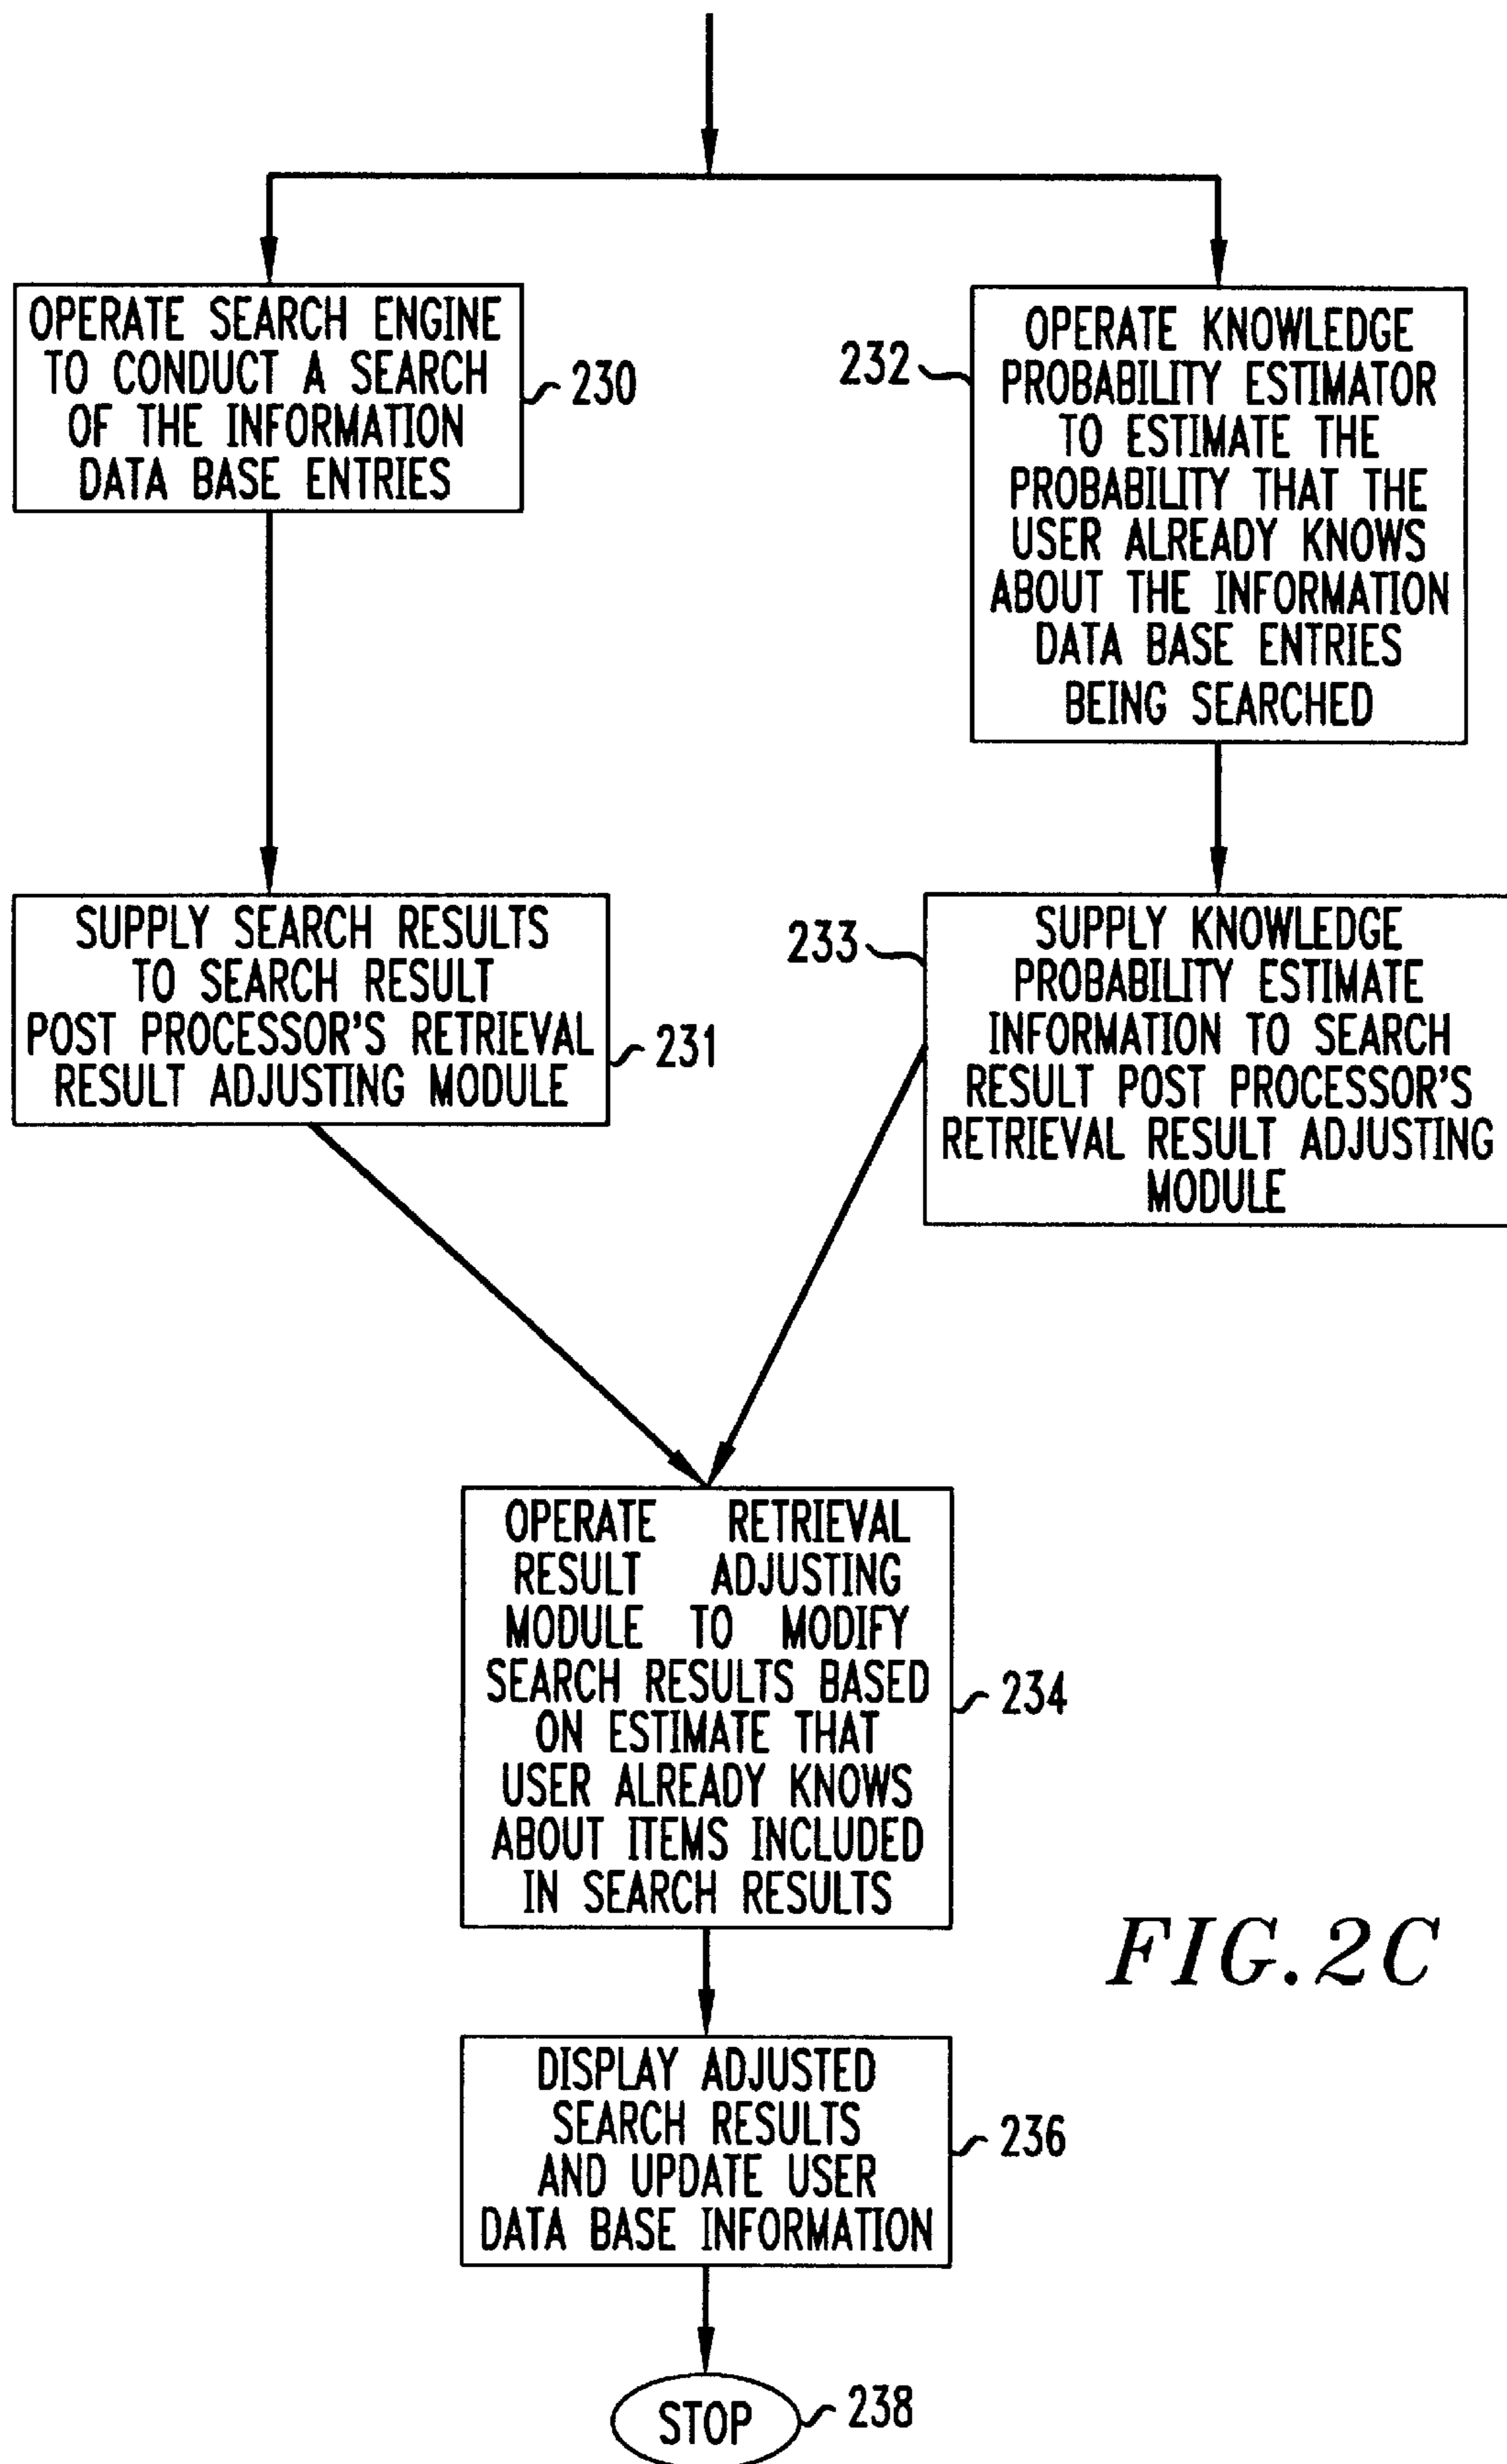 OPERATE SEARCH ENGINE
TO CONDUCT A SEARCH
OF THE INFORMATION
DATA BASE ENTRIES
230
232
OPERATE KNOWLEDGE
PROBABILITY ESTIMATOR
TO ESTIMATE THE
PROBABILITY THAT THE
USER ALREADY KNOWS
ABOUT THE INFORMATION
DATA BASE ENTRIES
BEING SEARCHED
SUPPLY SEARCH RESULTS
TO SEARCH RESULT
POST PROCESSOR'S RETRIEVAL
RESULT ADJUSTING MODULE
231
233
SUPPLY KNOWLEDGE
PROBABILITY ESTIMATE
INFORMATION TO SEARCH
RESULT POST PROCESSOR'S
RETRIEVAL RESULT ADJUSTING
MODULE
OPERATE RETRIEVAL
RESULT ADJUSTING
MODULE TO MODIFY
SEARCH RESULTS BASED
ON ESTIMATE THAT
USER ALREADY KNOWS
ABOUT ITEMS INCLUDED
IN SEARCH RESULTS
234
FIG. 2C
DISPLAY ADJUSTED
SEARCH RESULTS
AND UPDATE USER
DATA BASE INFORMATION
236
STOP
238